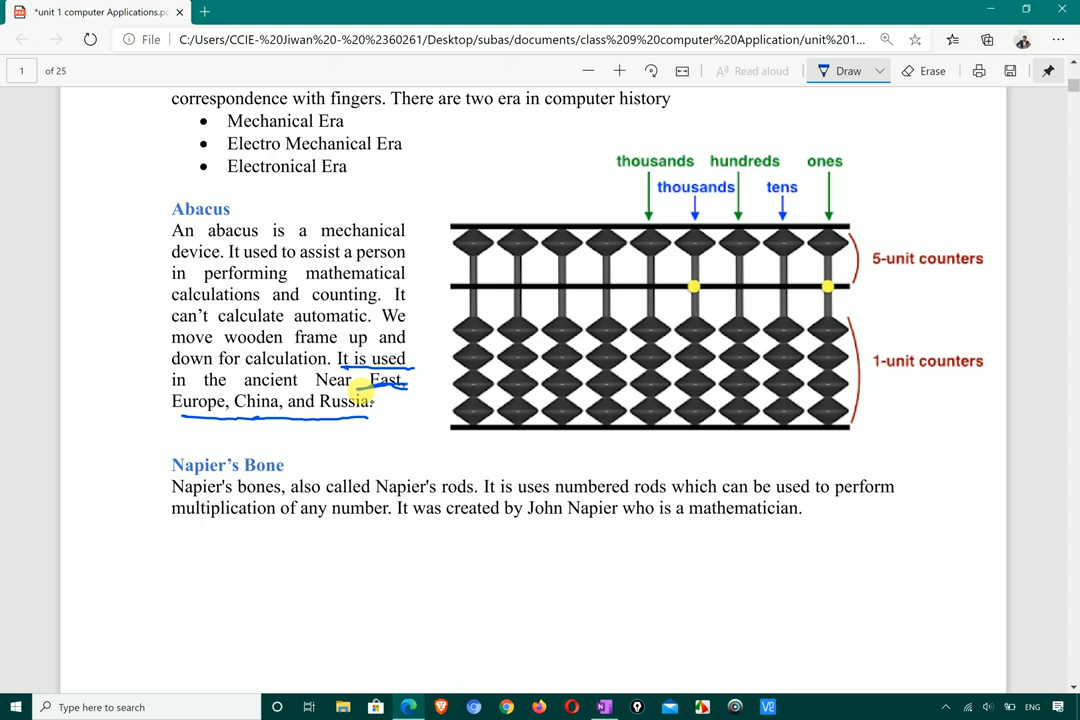 *unit 1 computer Applications.pc
File
C:/Users/CCIE-%20Jiwan%20-%20%2360261/Desktop/subas/documents/class%209%20computer%20Application/unit%201...
1 of 25
Read aloud
Draw
Erase
correspondence with fingers. There are two era in computer history
• Mechanical Era
• Electro Mechanical Era
• Electronical Era
thousands hundreds ones
thousands tens
Abacus
An abacus is a mechanical
device. It used to assist a person
in performing mathematical
calculations and counting. It
can’t calculate automatic. We
move wooden frame up and
down for calculation. It is used
in the ancient Near East,
Europe, China, and Russia.
5-unit counters
1-unit counters
Napier’s Bone
Napier's bones, also called Napier's rods. It is uses numbered rods which can be used to perform
multiplication of any number. It was created by John Napier who is a mathematician.
Type here to search
ENG